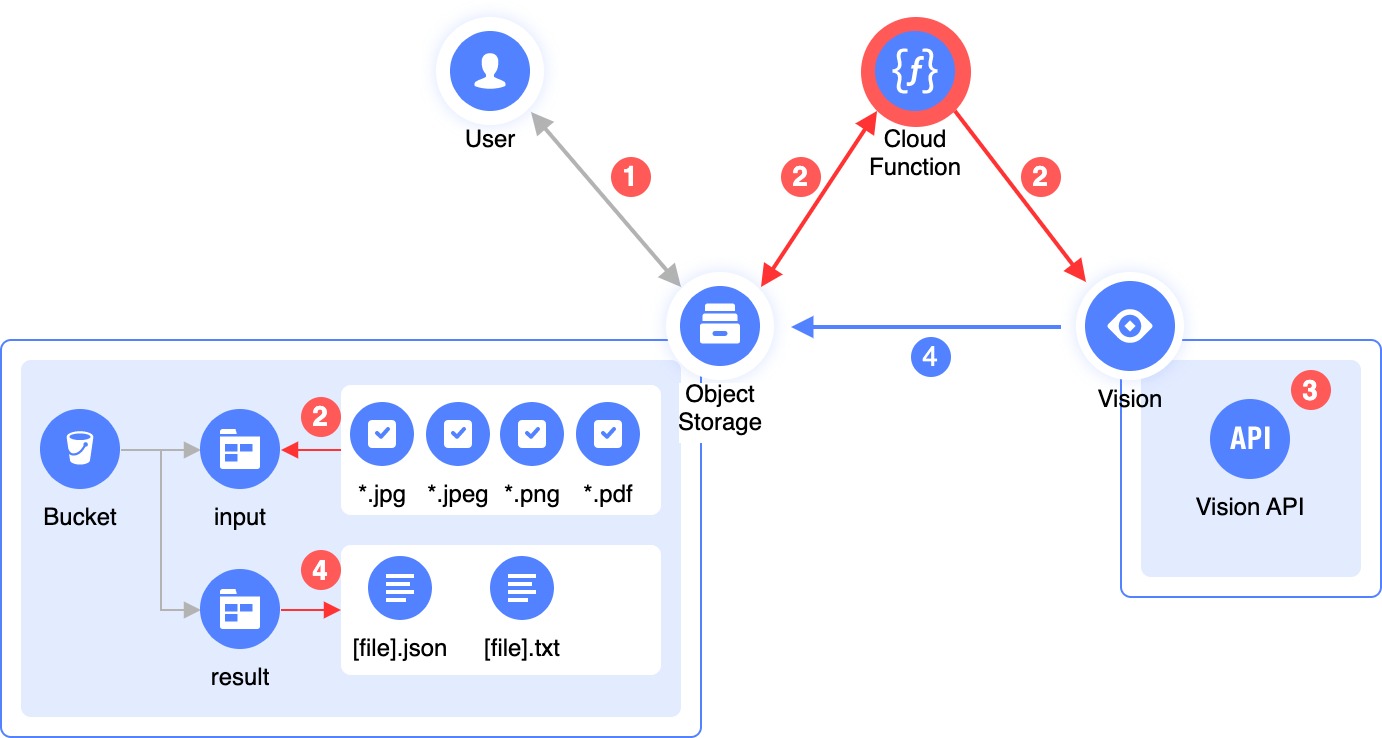 User
Cloud
Function
1
2
2
Object
Storage
4
Vision
3
API
Vision API
Bucket
input
2
*.jpg
*.jpeg
*.png
*.pdf
result
4
[file].json
[file].txt